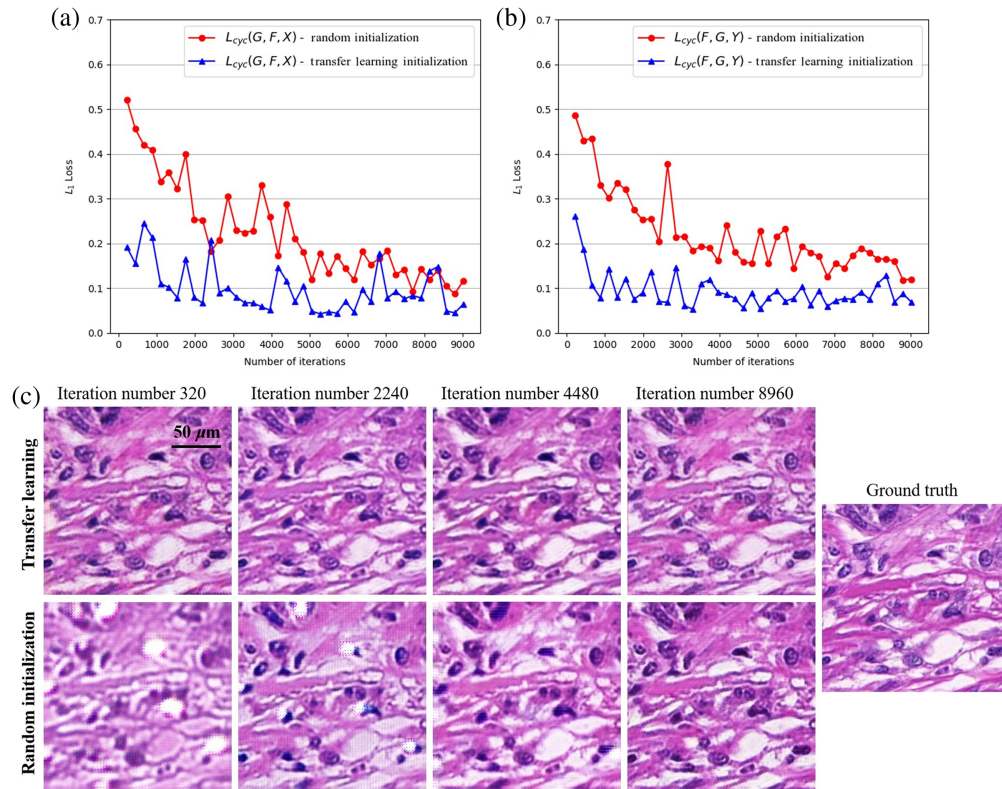 (a)
0.7
0.6
0.5
0.4
0.3
0.2
0.1
0.0
L₁ Loss
L_cyc(G, F, X) - random initialization
L_cyc(G, F, X) - transfer learning initialization
0 1000 2000 3000 4000 5000 6000 7000 8000 9000
Number of iterations
(b)
0.7
0.6
0.5
0.4
0.3
0.2
0.1
0.0
L₁ Loss
L_cyc(F, G, Y) - random initialization
L_cyc(F, G, Y) - transfer learning initialization
0 1000 2000 3000 4000 5000 6000 7000 8000 9000
Number of iterations
(c)
Iteration number 320
Iteration number 2240
Iteration number 4480
Iteration number 8960
Transfer learning
50 μm
Ground truth
Random initialization